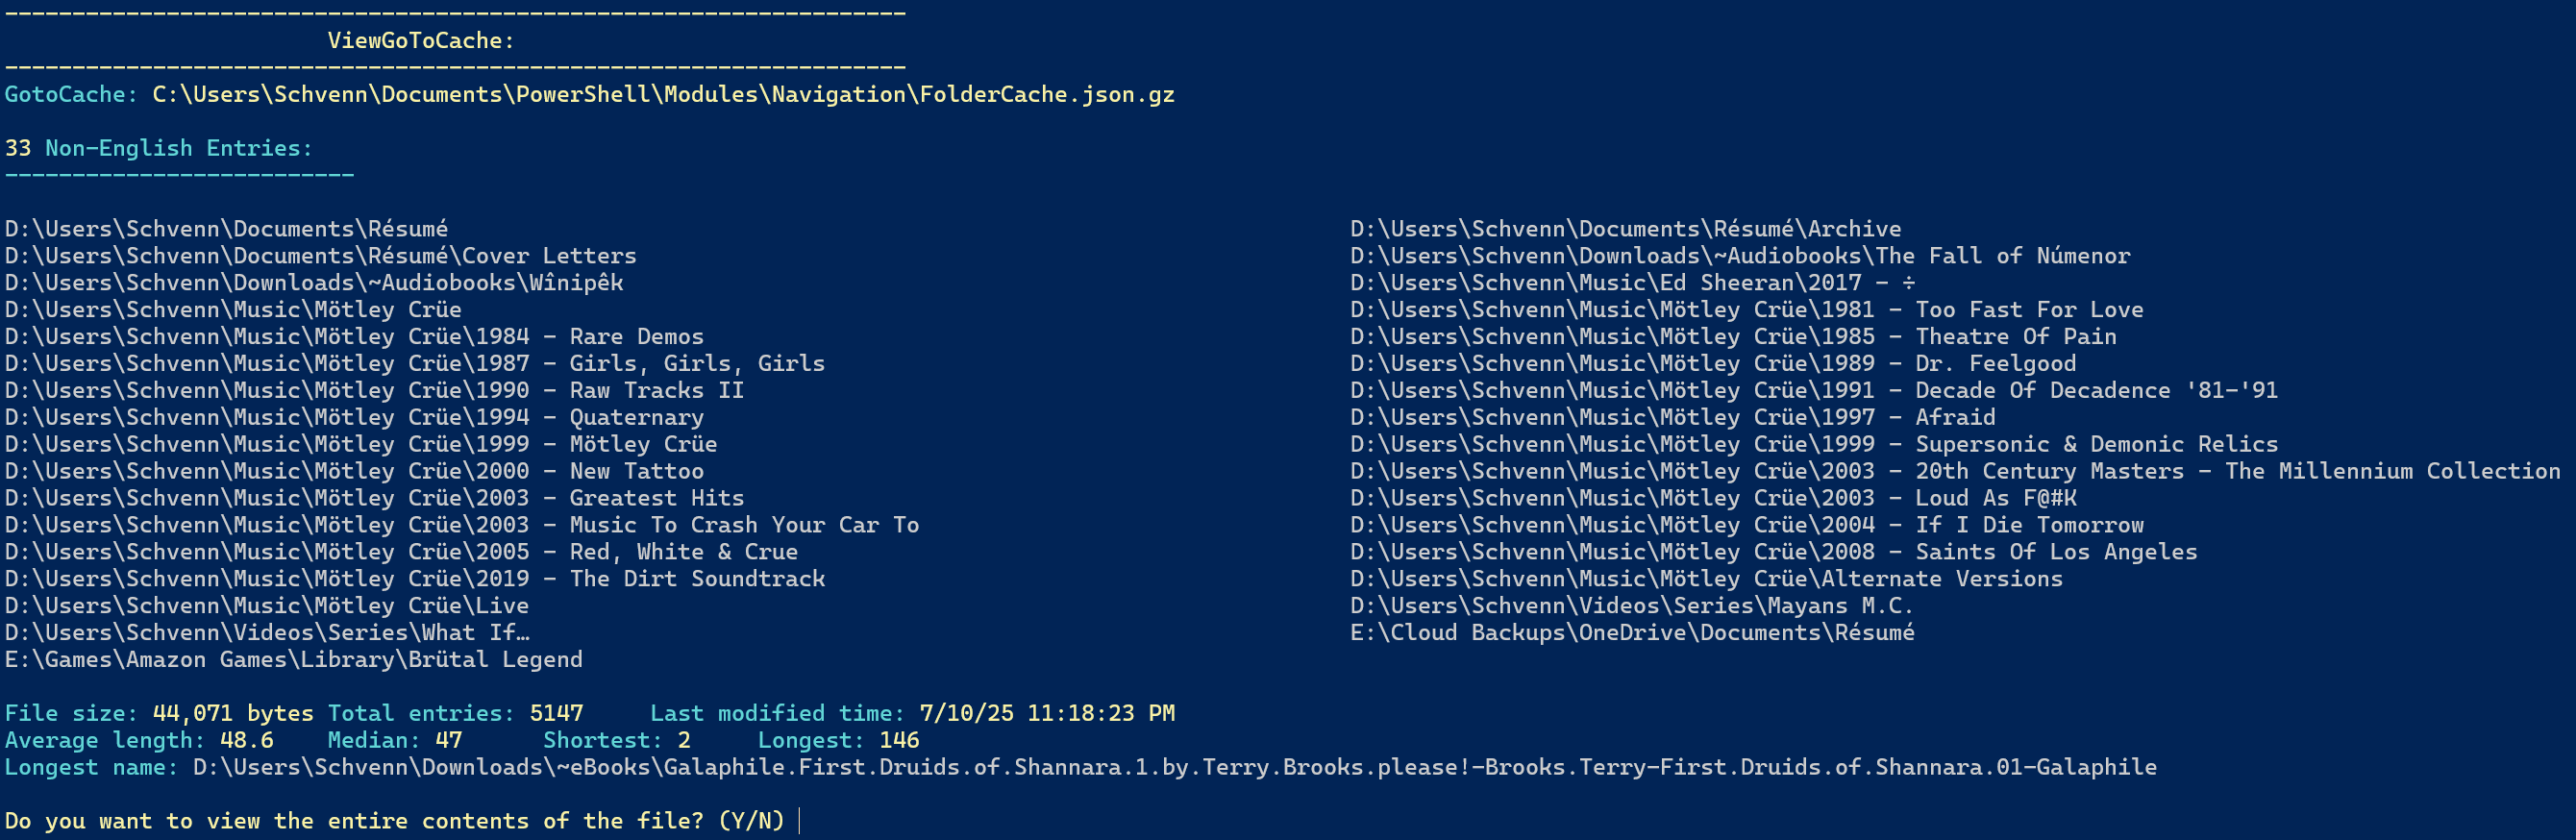 -------------------------------------------------------------------
ViewGoToCache:
-------------------------------------------------------------------
GotoCache: C:\Users\Schvenn\Documents\PowerShell\Modules\Navigation\FolderCache.json.gz
33 Non-English Entries:
--------------------------
D:\Users\Schvenn\Documents\Résumé D:\Users\Schvenn\Documents\Résumé\Archive
D:\Users\Schvenn\Documents\Résumé\Cover Letters D:\Users\Schvenn\Downloads\~Audiobooks\The Fall of Númenor
D:\Users\Schvenn\Downloads\~Audiobooks\Wînipêk D:\Users\Schvenn\Music\Ed Sheeran\2017 - ÷
D:\Users\Schvenn\Music\Mötley Crüe D:\Users\Schvenn\Music\Mötley Crüe\1981 - Too Fast For Love
D:\Users\Schvenn\Music\Mötley Crüe\1984 - Rare Demos D:\Users\Schvenn\Music\Mötley Crüe\1985 - Theatre Of Pain
D:\Users\Schvenn\Music\Mötley Crüe\1987 - Girls, Girls, Girls D:\Users\Schvenn\Music\Mötley Crüe\1989 - Dr. Feelgood
D:\Users\Schvenn\Music\Mötley Crüe\1990 - Raw Tracks II D:\Users\Schvenn\Music\Mötley Crüe\1991 - Decade Of Decadence '81-'91
D:\Users\Schvenn\Music\Mötley Crüe\1994 - Quaternary D:\Users\Schvenn\Music\Mötley Crüe\1997 - Afraid
D:\Users\Schvenn\Music\Mötley Crüe\1999 - Mötley Crüe D:\Users\Schvenn\Music\Mötley Crüe\1999 - Supersonic & Demonic Relics
D:\Users\Schvenn\Music\Mötley Crüe\2000 - New Tattoo D:\Users\Schvenn\Music\Mötley Crüe\2003 - 20th Century Masters - The Millennium Collection
D:\Users\Schvenn\Music\Mötley Crüe\2003 - Greatest Hits D:\Users\Schvenn\Music\Mötley Crüe\2003 - Loud As F@#K
D:\Users\Schvenn\Music\Mötley Crüe\2003 - Music To Crash Your Car To D:\Users\Schvenn\Music\Mötley Crüe\2004 - If I Die Tomorrow
D:\Users\Schvenn\Music\Mötley Crüe\2005 - Red, White & Crue D:\Users\Schvenn\Music\Mötley Crüe\2008 - Saints Of Los Angeles
D:\Users\Schvenn\Music\Mötley Crüe\2019 - The Dirt Soundtrack D:\Users\Schvenn\Music\Mötley Crüe\Alternate Versions
D:\Users\Schvenn\Music\Mötley Crüe\Live D:\Users\Schvenn\Videos\Series\Mayans M.C.
D:\Users\Schvenn\Videos\Series\What If… E:\Cloud Backups\OneDrive\Documents\Résumé
E:\Games\Amazon Games\Library\Brütal Legend
File size: 44,071 bytes Total entries: 5147 Last modified time: 7/10/25 11:18:23 PM
Average length: 48.6 Median: 47 Shortest: 2 Longest: 146
Longest name: D:\Users\Schvenn\Downloads\~eBooks\Galaphile.First.Druids.of.Shannara.1.by.Terry.Brooks.please!-Brooks.Terry-First.Druids.of.Shannara.01-Galaphile
Do you want to view the entire contents of the file? (Y/N)